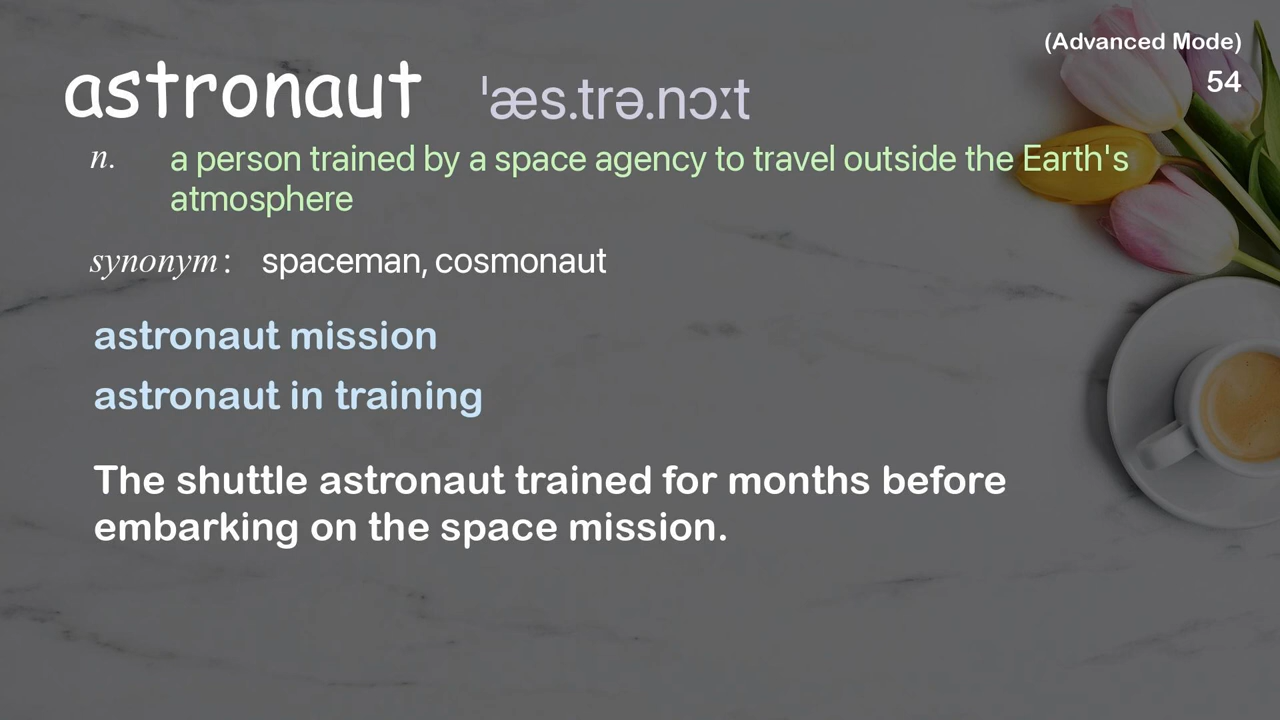 (Advanced Mode)
54
astronaut ˈæs.trə.nɔːt
n. a person trained by a space agency to travel outside the Earth's
atmosphere
synonym: spaceman, cosmonaut
astronaut mission
astronaut in training
The shuttle astronaut trained for months before
embarking on the space mission.